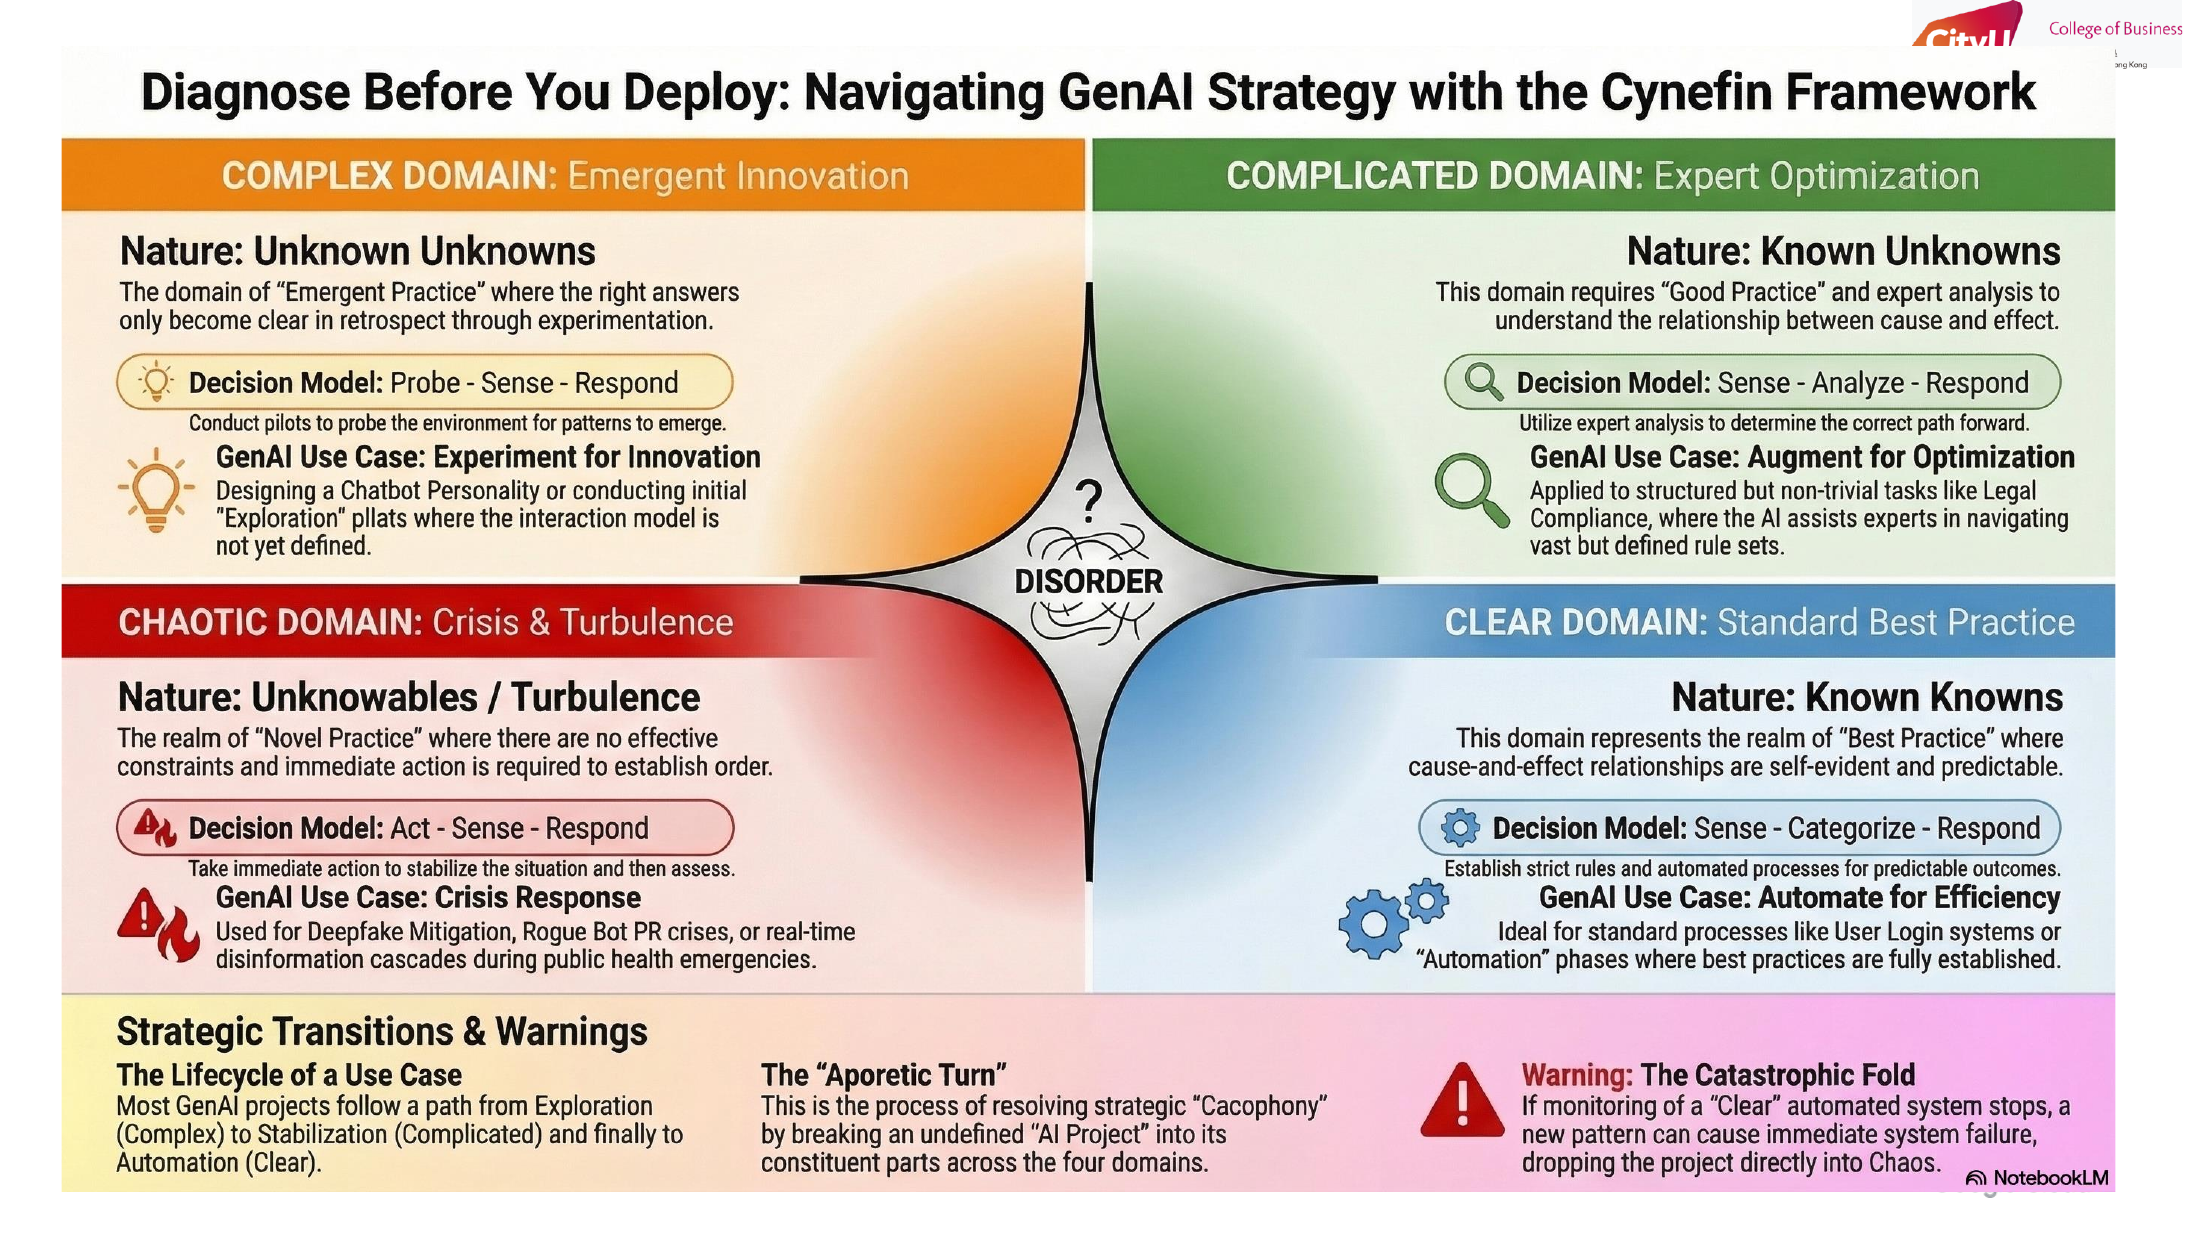 CityU
College of Business
ong Kong
Diagnose Before You Deploy: Navigating GenAI Strategy with the Cynefin Framework
COMPLEX DOMAIN: Emergent Innovation
Nature: Unknown Unknowns
The domain of “Emergent Practice” where the right answers
only become clear in retrospect through experimentation.
Decision Model: Probe - Sense - Respond
Conduct pilots to probe the environment for patterns to emerge.
GenAI Use Case: Experiment for Innovation
Designing a Chatbot Personality or conducting initial
"Exploration" pllats where the interaction model is
not yet defined.
COMPLICATED DOMAIN: Expert Optimization
Nature: Known Unknowns
This domain requires “Good Practice” and expert analysis to
understand the relationship between cause and effect.
Decision Model: Sense - Analyze - Respond
Utilize expert analysis to determine the correct path forward.
GenAI Use Case: Augment for Optimization
Applied to structured but non-trivial tasks like Legal
Compliance, where the AI assists experts in navigating
vast but defined rule sets.
?
DISORDER
CHAOTIC DOMAIN: Crisis & Turbulence
Nature: Unknowables / Turbulence
The realm of “Novel Practice” where there are no effective
constraints and immediate action is required to establish order.
Decision Model: Act - Sense - Respond
Take immediate action to stabilize the situation and then assess.
GenAI Use Case: Crisis Response
Used for Deepfake Mitigation, Rogue Bot PR crises, or real-time
disinformation cascades during public health emergencies.
CLEAR DOMAIN: Standard Best Practice
Nature: Known Knowns
This domain represents the realm of “Best Practice” where
cause-and-effect relationships are self-evident and predictable.
Decision Model: Sense - Categorize - Respond
Establish strict rules and automated processes for predictable outcomes.
GenAI Use Case: Automate for Efficiency
Ideal for standard processes like User Login systems or
“Automation” phases where best practices are fully established.
Strategic Transitions & Warnings
The Lifecycle of a Use Case
Most GenAI projects follow a path from Exploration
(Complex) to Stabilization (Complicated) and finally to
Automation (Clear).
The “Aporetic Turn”
This is the process of resolving strategic “Cacophony”
by breaking an undefined “AI Project” into its
constituent parts across the four domains.
Warning: The Catastrophic Fold
If monitoring of a “Clear” automated system stops, a
new pattern can cause immediate system failure,
dropping the project directly into Chaos.
NotebookLM